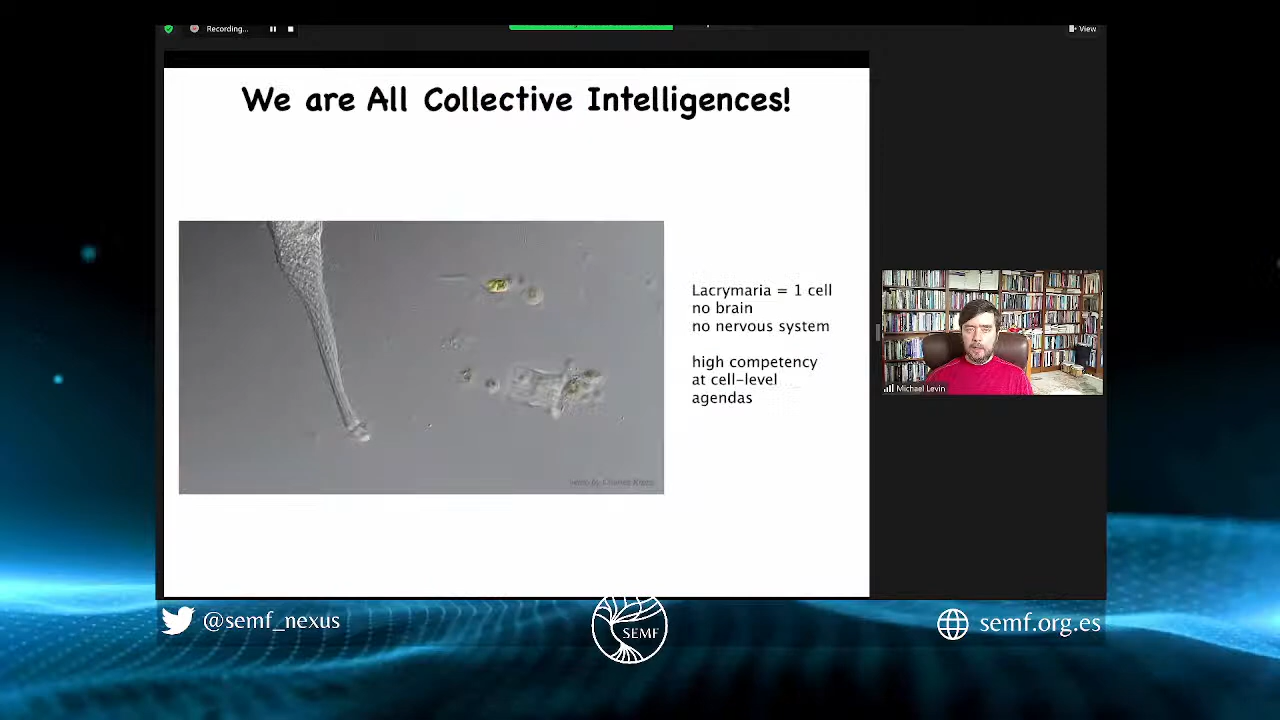 Recording...
View
We are All Collective Intelligences!
Lacrymaria = 1 cell
no brain
no nervous system
high competency
at cell-level
agendas
Michael Levin
@semf_nexus
SEMF
semf.org.es